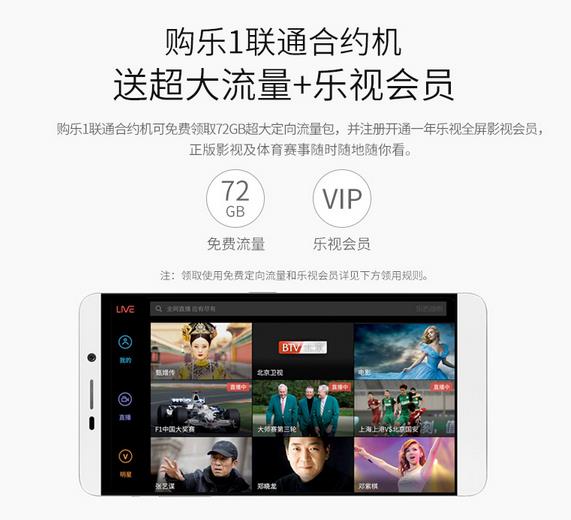 购乐1联通合约机
送超大流量+乐视会员
购乐1联通合约机可免费领取72GB超大定向流量包，并注册开通一年乐视全屏影视会员，
正版影视及体育赛事随时随地随你看。
72
GB
VIP
免费流量
乐视会员
注：领取使用免费定向流量和乐视会员详见下方领用规则。
LIVE
全网直播 应有尽有
我的
直播
明星
甄嬛传
BTV
北京卫视
电影
直播中
F1中国大奖赛
直播中
大师赛第三轮
直播中
上海上港VS北京国安
张艺谋
郑晓龙
邓紫棋